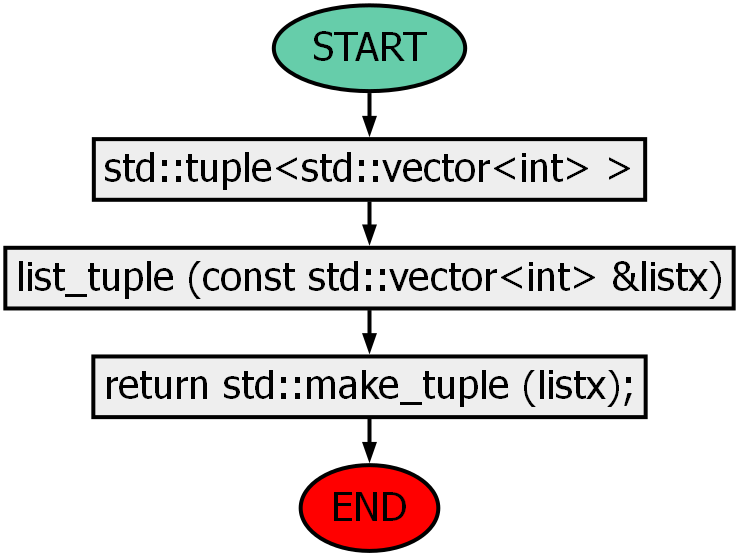 START
std::tuple<std::vector<int> >
list_tuple (const std::vector<int> &listx)
return std::make_tuple (listx);
END